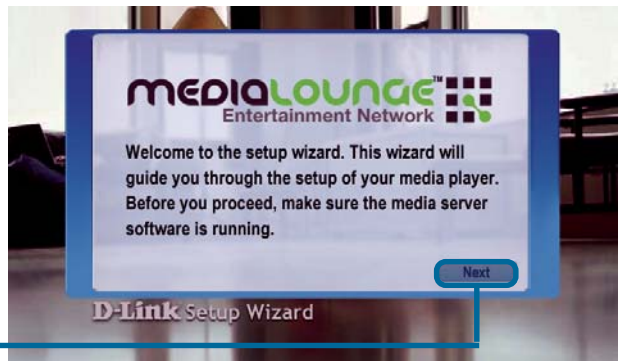 MEDIALOUNGE™
Entertainment Network
Welcome to the setup wizard. This wizard will
guide you through the setup of your media player.
Before you proceed, make sure the media server
software is running.
Next
D-Link Setup Wizard